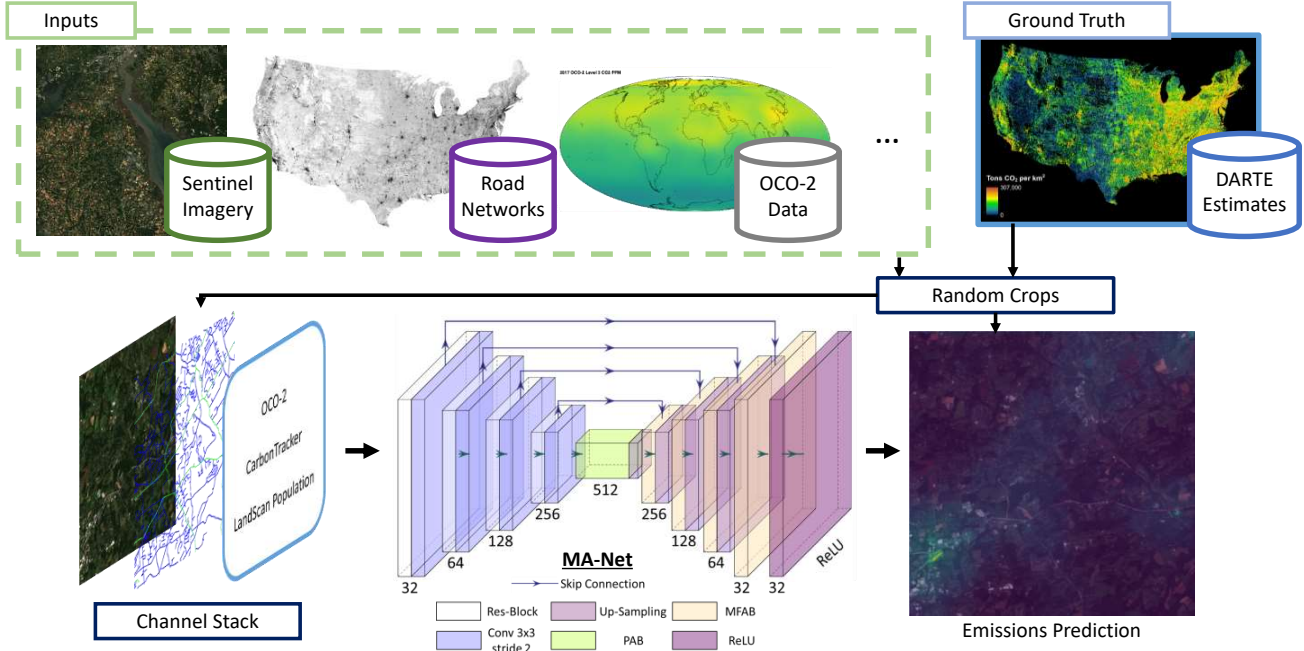 Inputs
Ground Truth
2017 OCO-2 Level 3 CO2 PPM
...
Sentinel
Imagery
Road
Networks
OCO-2
Data
Tons CO₂ per km²
307,800
0
DARTE
Estimates
Random Crops
OCO-2
CarbonTracker
LandScan Population
Channel Stack
32
64
128
256
512
256
128
64
32
32
ReLU
MA-Net
Skip Connection
Res-Block
Up-Sampling
MFAB
Conv 3x3
stride 2
PAB
ReLU
Emissions Prediction